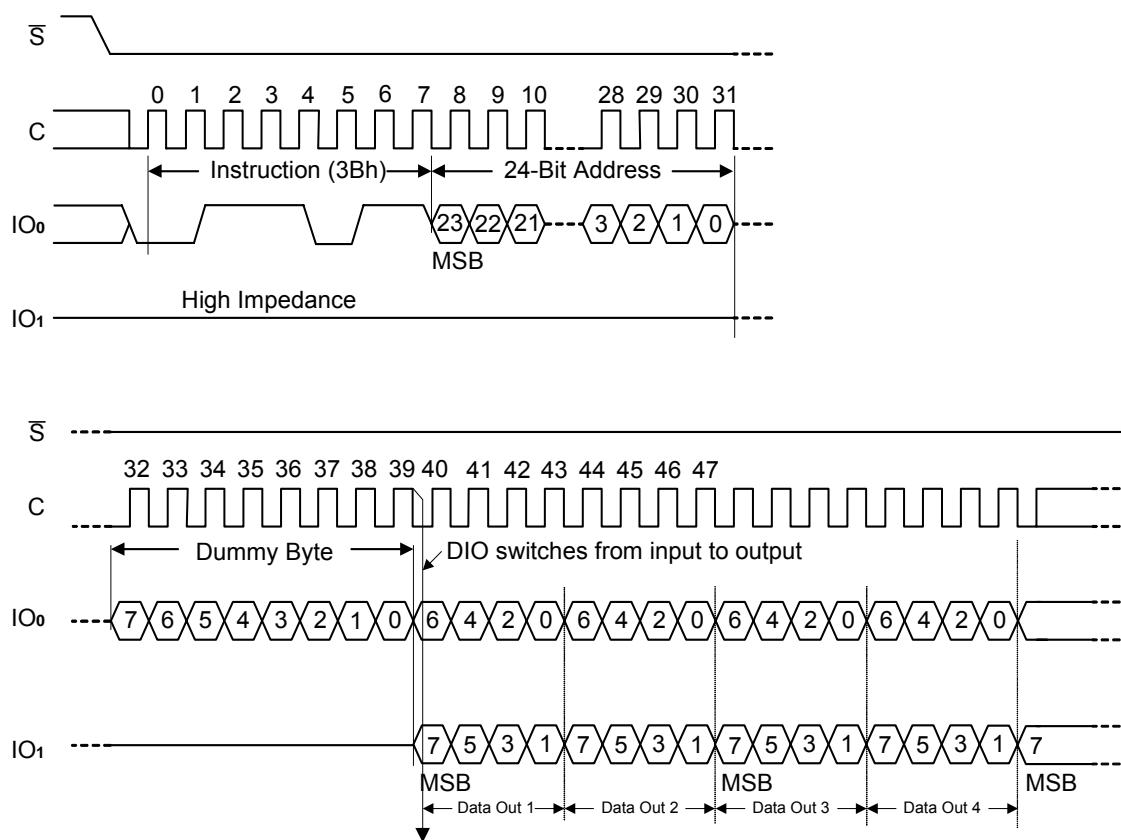 S
0 1 2 3 4 5 6 7 8 9 10 28 29 30 31
C
Instruction (3Bh) 24-Bit Address
IO0 23 22 21 3 2 1 0
MSB
High Impedance
IO1
S
32 33 34 35 36 37 38 39 40 41 42 43 44 45 46 47
C
Dummy Byte DIO switches from input to output
IO0 7 6 5 4 3 2 1 0 6 4 2 0 6 4 2 0 6 4 2 0 6 4 2 0
IO1 7 5 3 1 7 5 3 1 7 5 3 1 7 5 3 1 7
MSB MSB MSB
Data Out 1 Data Out 2 Data Out 3 Data Out 4